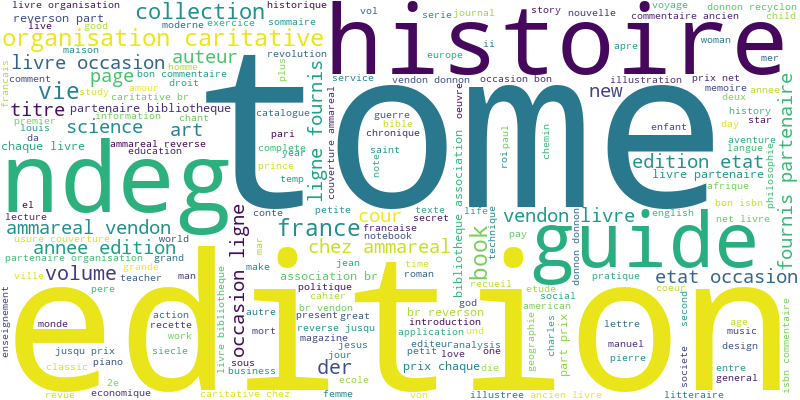 livre organisation
collection
historique
vol
serie
journal
story
nouvelle
voyage
donnon recyclon
reverson part
moderne
exercice
sommaire
commentaire ancien
child
live
good
organisation caritative
histoire
ii
apre
woman
maison
auteur
revolution
europe
mer
livre occasion
francais
comment
page
bon commentaire
homme
plus
service
vendon donnon
occasion bon
illustration
prix net
annee
vie
study
amour
droit
tome
new
memoire
deux
titre
caritative br
partenaire bibliotheque
catalogue
guerre
oeuvre
history
premier
information
chant
bible
star
louis
science
art
pari
chronique
enfant
day
da
aventure
chaque livre
ammareal reverse
complete
saint
paul
chemin
langue
education
year
note
roi
edition etat
philosophie
fournis partenaire
ndeg
prince
livre partenaire
temp
ligne fournis
couverture ammareal
bibliotheque association
afrique
el
conte
petite
texte
life
bon isbn
lecture
cour
secret
vendon livre
english
net livre
ammareal vendon
france
francaise
technique
usure couverture
world
notebook
book
pay
guide
annee edition
occasion ligne
mar
chez ammareal
donnon donnon
partenaire organisation
grand
make
jean
time
etat occasion
ville
grande
volume
teacher
man
association br
roman
recueil
etude
pratique
pere
politique
god
social
coeur
enseignement
edition
cahier
br reverson
american
second
action
autre
br vendon
lettre
age
monde
recette
present
great
introduction
music
work
mort
reverse jusqu
application
und
geographie
charles
part prix
manuel
jusqu prix
siecle
livre bibliotheque
magazine
editeur
analysis
societe
design
isbn commentaire
jesus
petit
love
one
pierre
entre
classic
piano
sous
jour
prix chaque
die
general
business
der
2e
ecole
revue
economique
caritative chez
femme
von
illustree
ancien livre
litteraire